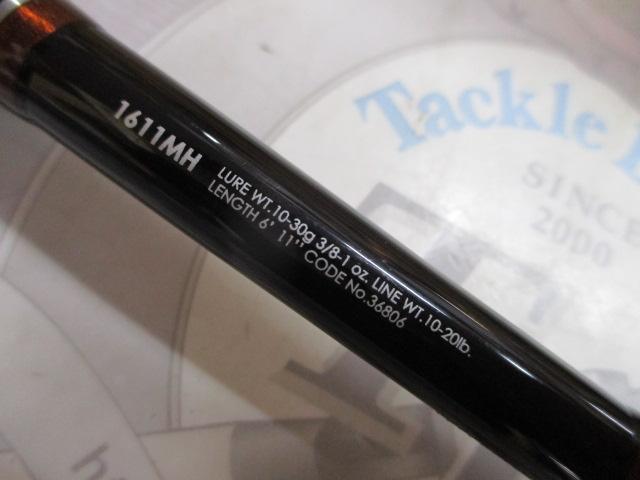 1611MH
LURE WT.10-30g 3/8-1 oz. LINE WT.10-20lb.
LENGTH 6' 11" CODE No.36806
Tackle
SINCE
2000